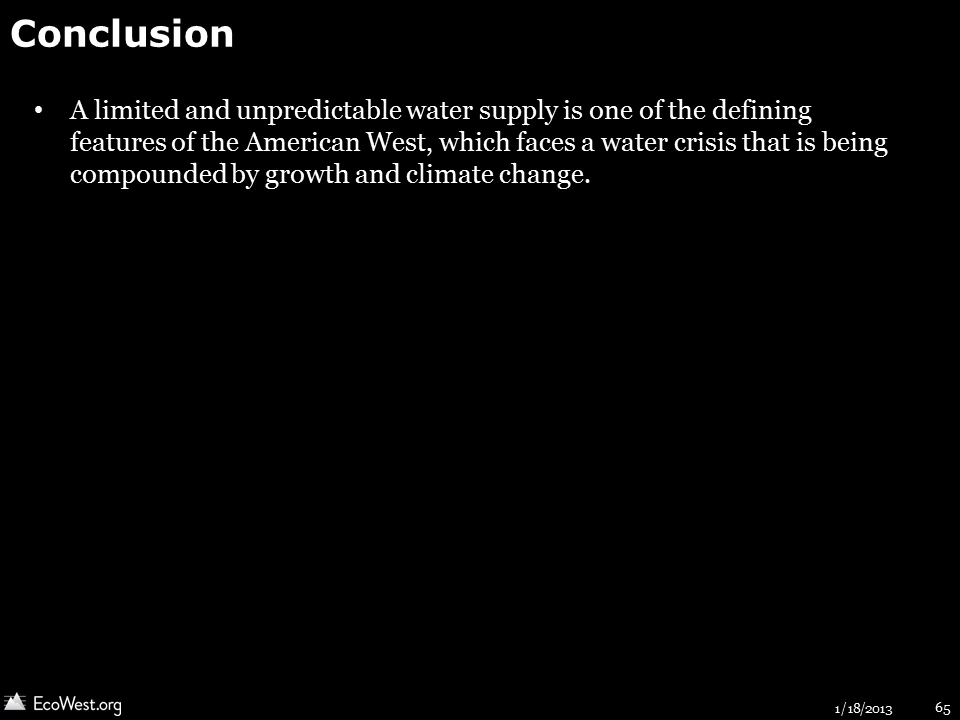 Conclusion
• A limited and unpredictable water supply is one of the defining
features of the American West, which faces a water crisis that is being
compounded by growth and climate change.
EcoWest.org
1/18/2013 65